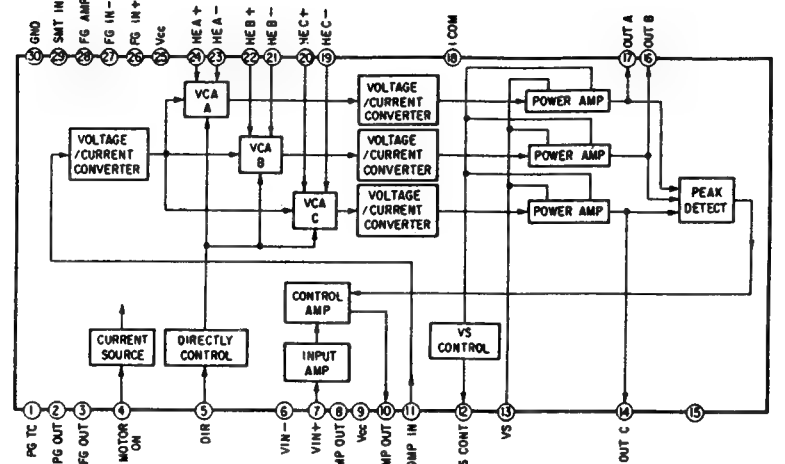 GND
SMT IN
FG AMP
FG IN-
FG IN+
Vcc
HEA+
HEA-
HEB+
HEB-
HEC+
HEC-
I COM
OUT A
OUT B
30
29
28
27
26
25
24
23
22
21
20
19
18
17
16
VCA
A
VOLTAGE
/CURRENT
CONVERTER
POWER AMP
VOLTAGE
/CURRENT
CONVERTER
VCA
B
VOLTAGE
/CURRENT
CONVERTER
POWER AMP
VCA
C
VOLTAGE
/CURRENT
CONVERTER
POWER AMP
PEAK
DETECT
CONTROL
AMP
CURRENT
SOURCE
DIRECTLY
CONTROL
INPUT
AMP
VS
CONTROL
1
2
3
4
5
6
7
8
9
10
11
12
13
14
15
PG TC
PG OUT
FG OUT
MOTOR
ON
DIR
VIN-
VIN+
MP OUT
Vcc
MP OUT
OMP IN
S CONT
VS
OUT C